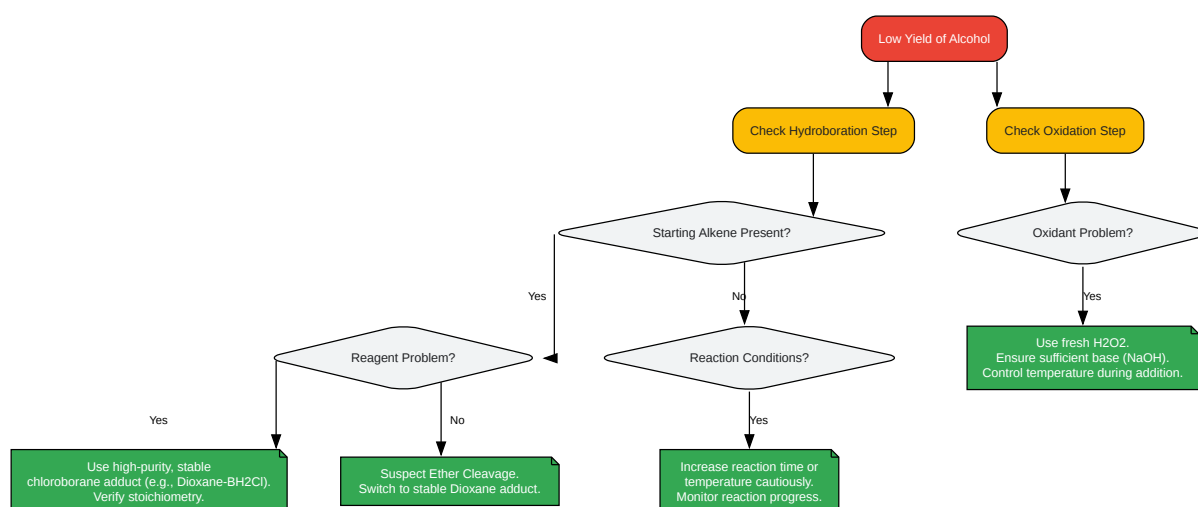 Low Yield of Alcohol
Check Hydroboration Step
Check Oxidation Step
Starting Alkene Present?
Oxidant Problem?
Yes
No
Yes
Reagent Problem?
Reaction Conditions?
Use fresh H2O2.
Ensure sufficient base (NaOH).
Control temperature during addition.
Yes
No
Yes
Use high-purity, stable
chloroborane adduct (e.g., Dioxane-BH2Cl).
Verify stoichiometry.
Suspect Ether Cleavage.
Switch to stable Dioxane adduct.
Increase reaction time or
temperature cautiously.
Monitor reaction progress.